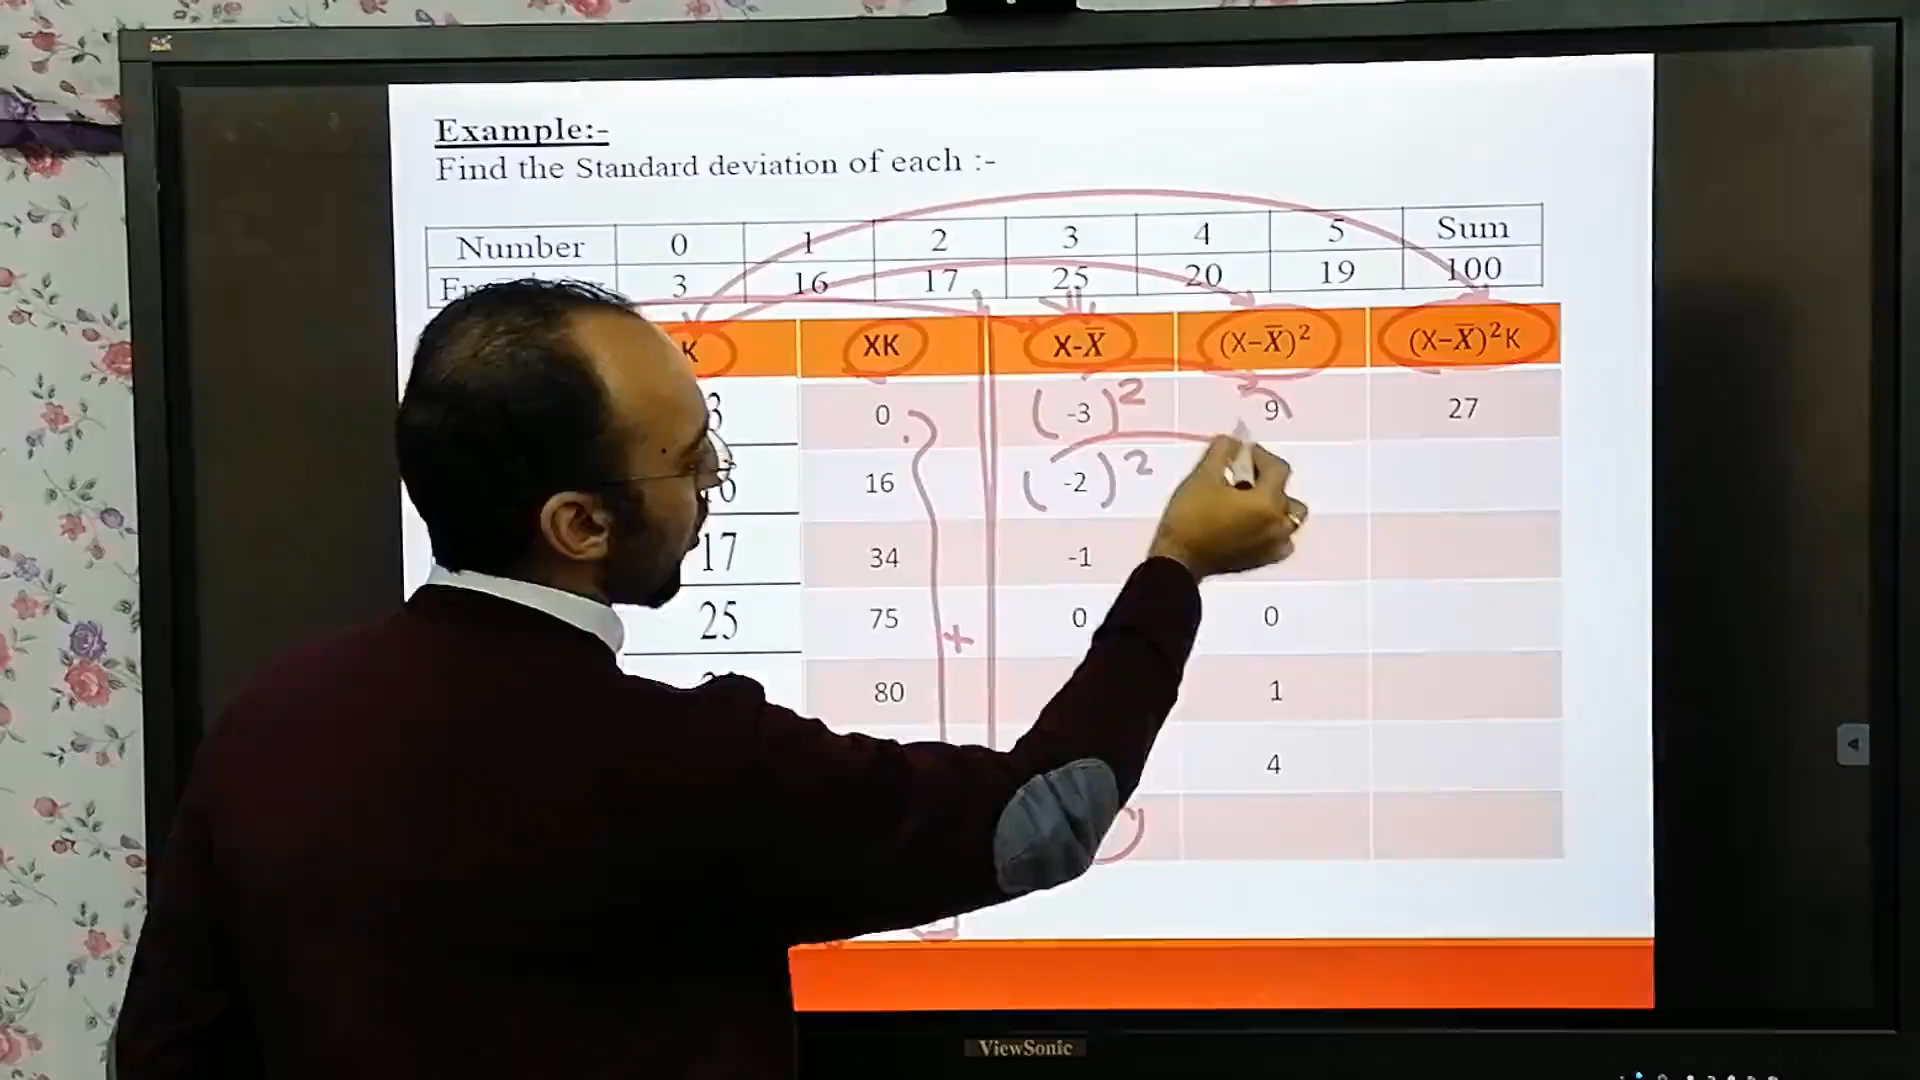 Example:-
Find the Standard deviation of each :-
Number 0 1 2 3 4 5 Sum
3 16 17 25 20 19 100
K XK X-X̄ (X-X̄)² (X-X̄)²K
3 0 (-3)² 9 27
16 (-2)²
17 34 -1
25 75 0 0
80 1
4
+
ViewSonic